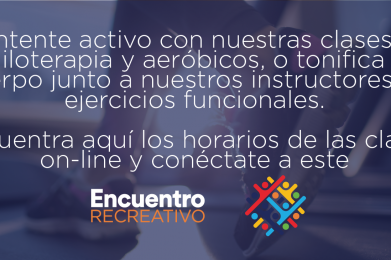 ntente activo con nuestras clases
iloterapia y aeróbicos, o tonifica
rpo junto a nuestros instructores
ejercicios funcionales.
uentra aquí los horarios de las cla
on-line y conéctate a este
Encuentro
RECREATIVO